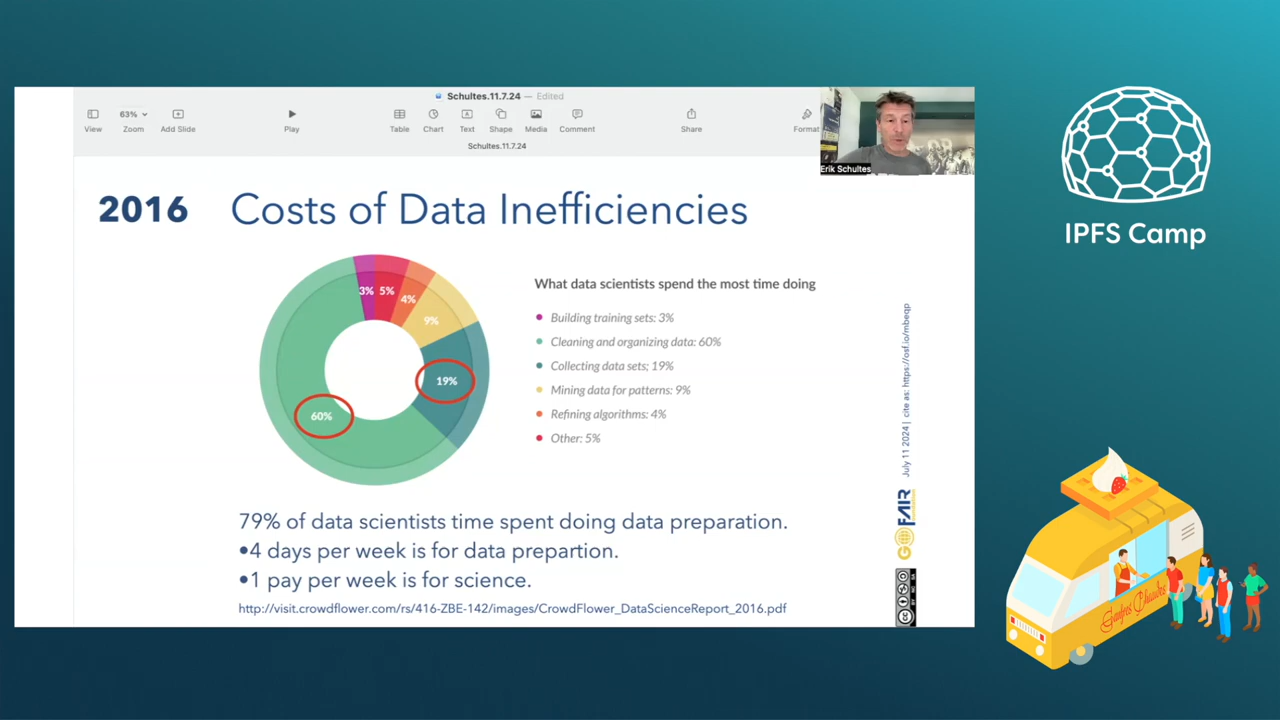 Schultes.11.7.24 — Edited
63%
View
Zoom
Add Slide
Play
Table
Chart
Text
Shape
Media
Comment
Share
Format
Schultes.11.7.24
Erik Schultes
2016 Costs of Data Inefficiencies
3%
5%
4%
9%
19%
60%
What data scientists spend the most time doing
Building training sets: 3%
Cleaning and organizing data: 60%
Collecting data sets; 19%
Mining data for patterns: 9%
Refining algorithms: 4%
Other: 5%
79% of data scientists time spent doing data preparation.
•4 days per week is for data prepartion.
•1 pay per week is for science.
http://visit.crowdflower.com/rs/416-ZBE-142/images/CrowdFlower_DataScienceReport_2016.pdf
July 11 2024 | cite as: https://osf.io/mbeqp
GO FAIR
IPFS Camp